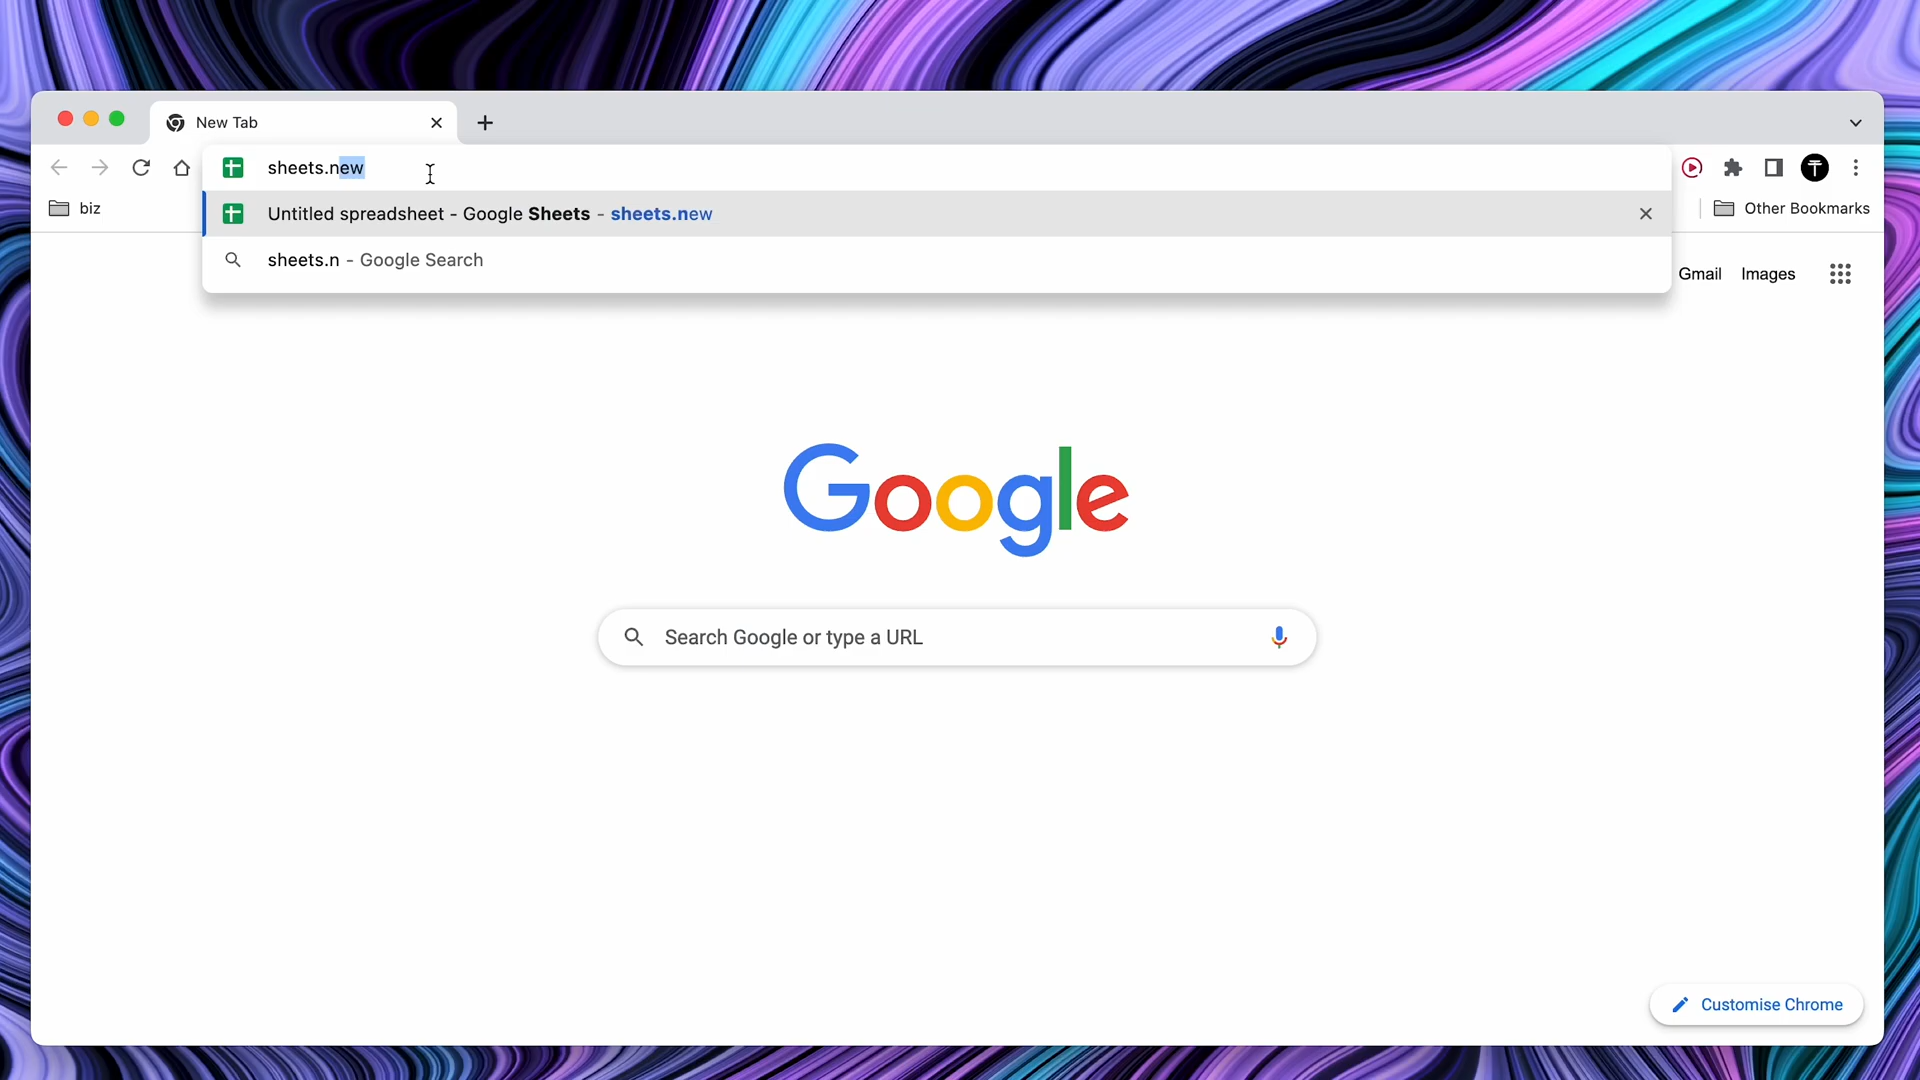 New Tab
sheets.new
biz
Untitled spreadsheet - Google Sheets - sheets.new
Other Bookmarks
sheets.n - Google Search
Gmail Images
Google
Search Google or type a URL
Customise Chrome